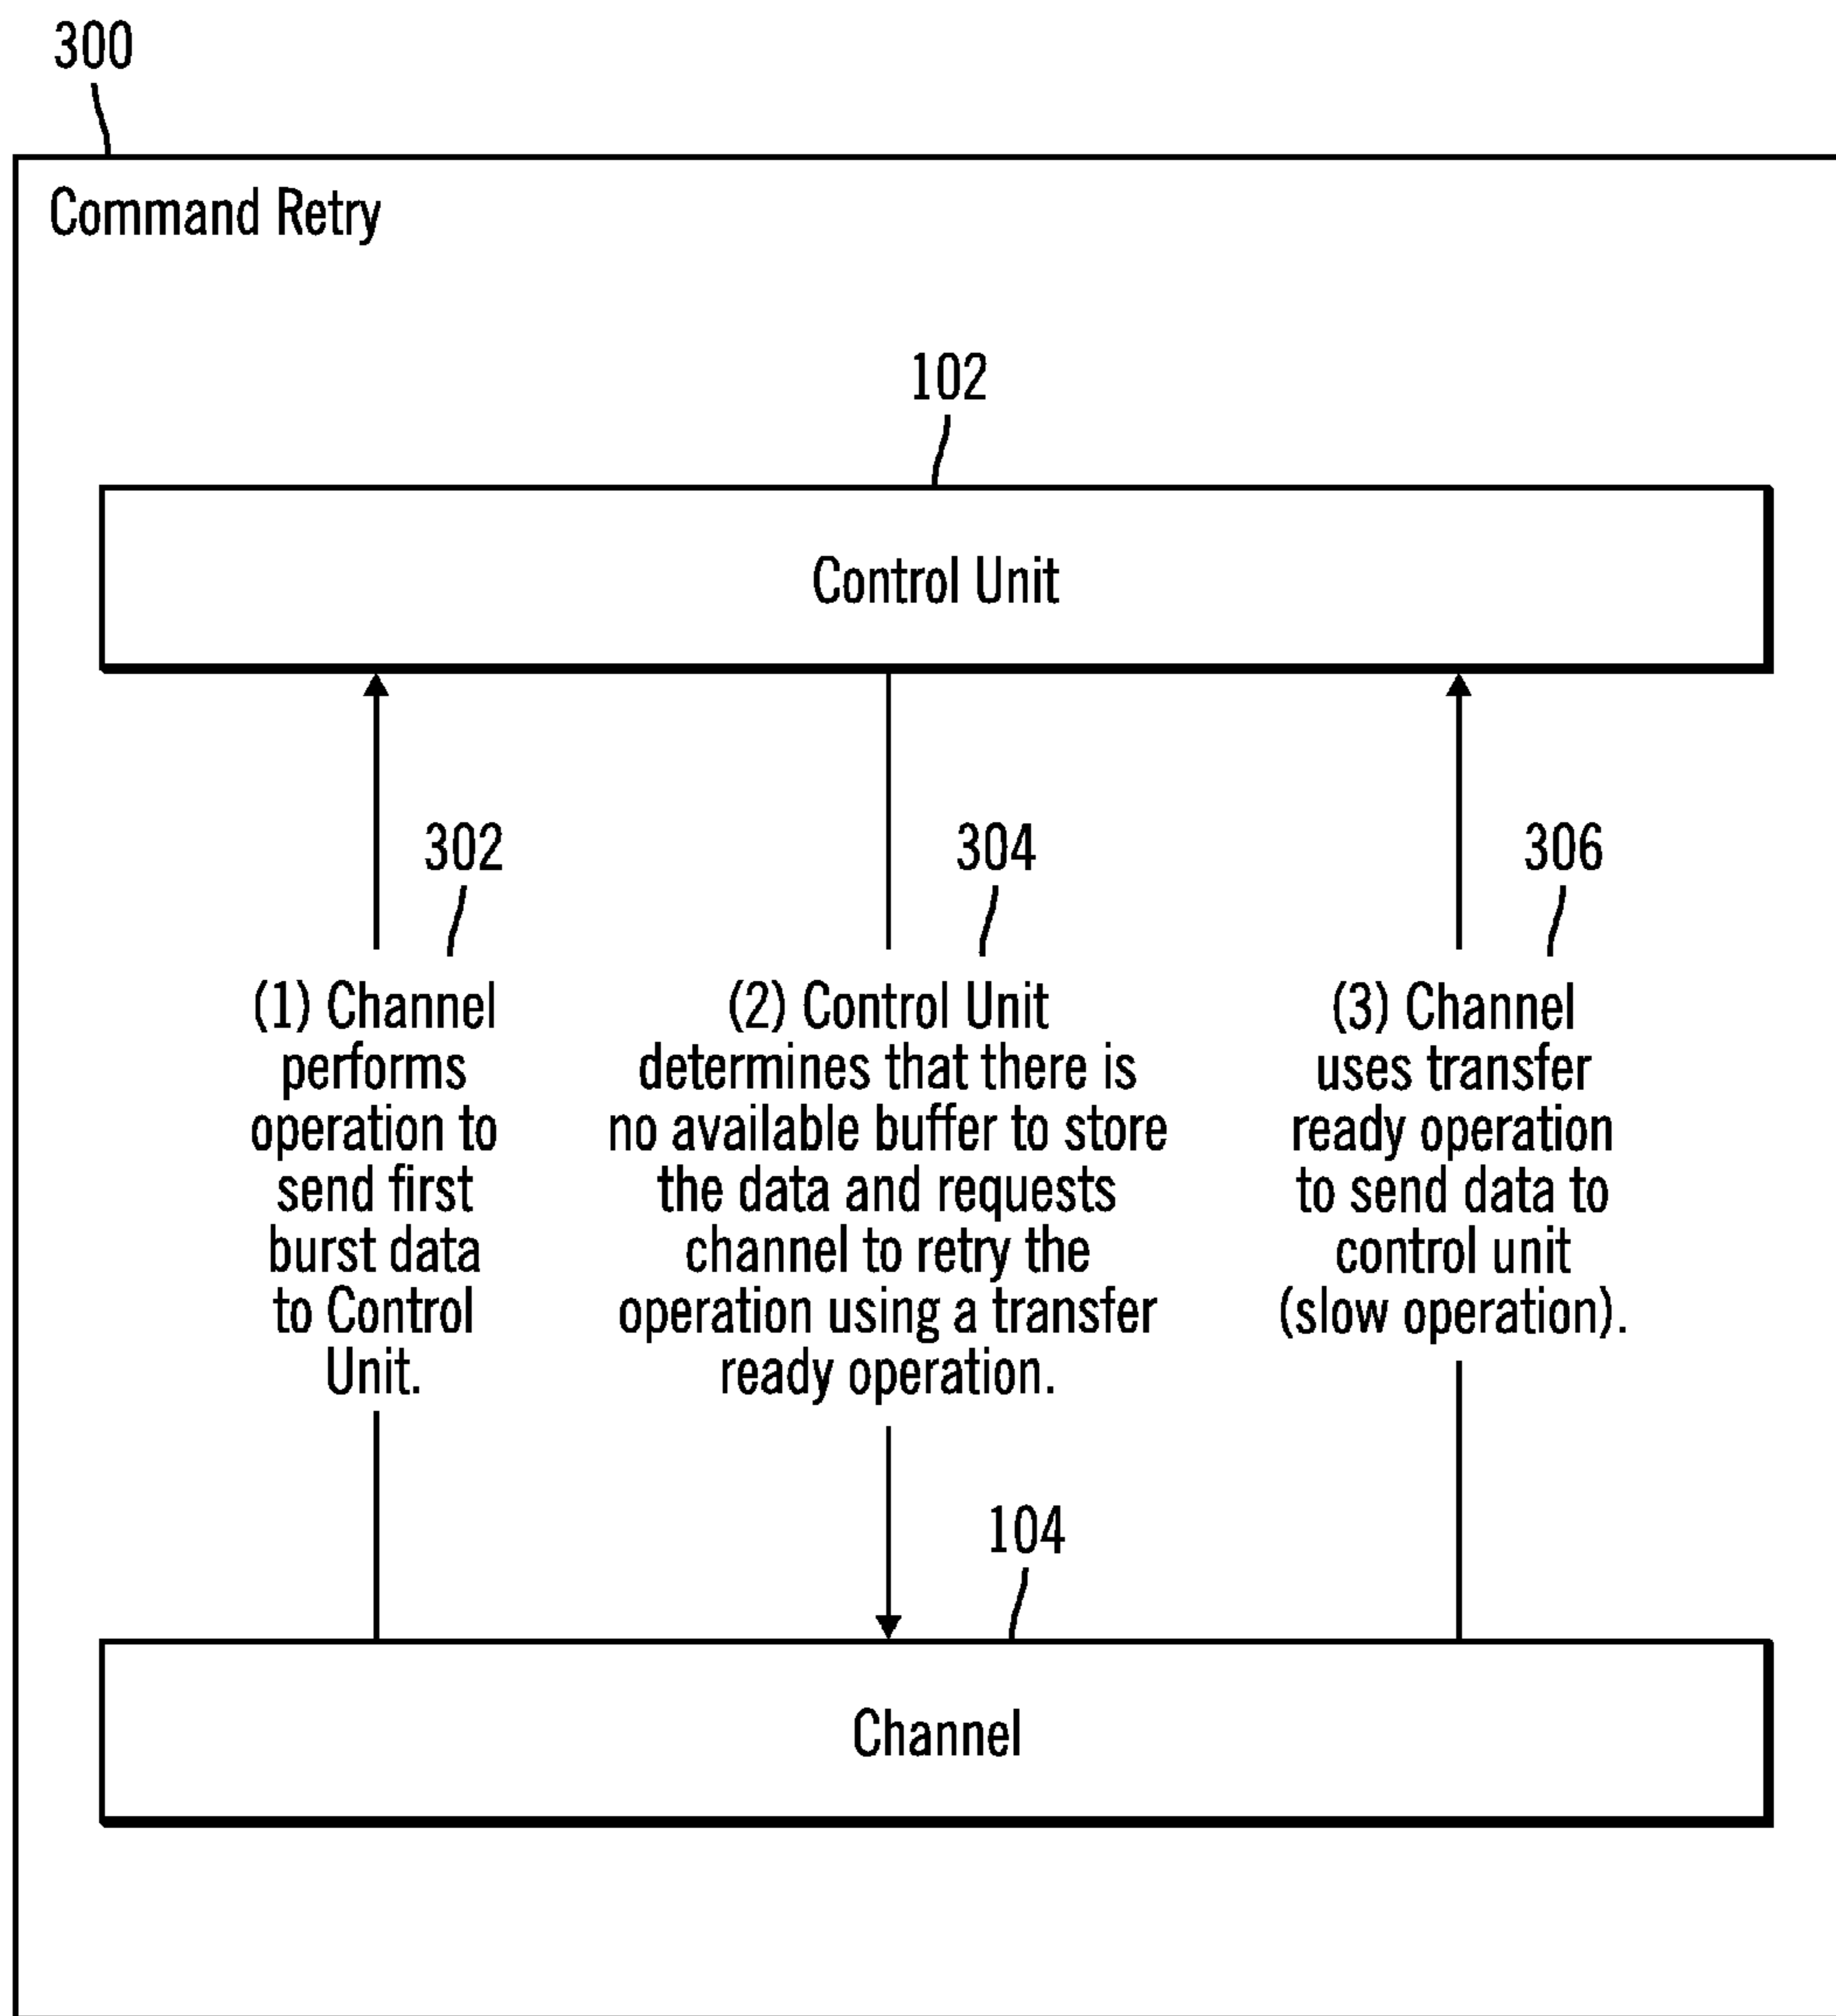 300
Command Retry
102
Control Unit
302
(1) Channel
performs
operation to
send first
burst data
to Control
Unit.
304
(2) Control Unit
determines that there is
no available buffer to store
the data and requests
channel to retry the
operation using a transfer
ready operation.
306
(3) Channel
uses transfer
ready operation
to send data to
control unit
(slow operation).
104
Channel